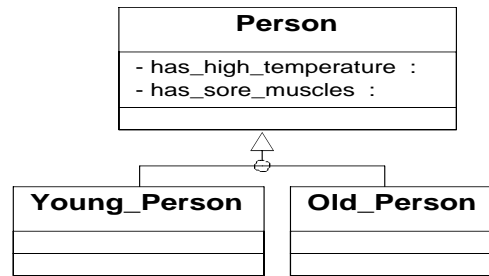 Person
- has_high_temperature :
- has_sore_muscles :
Young_Person
Old_Person